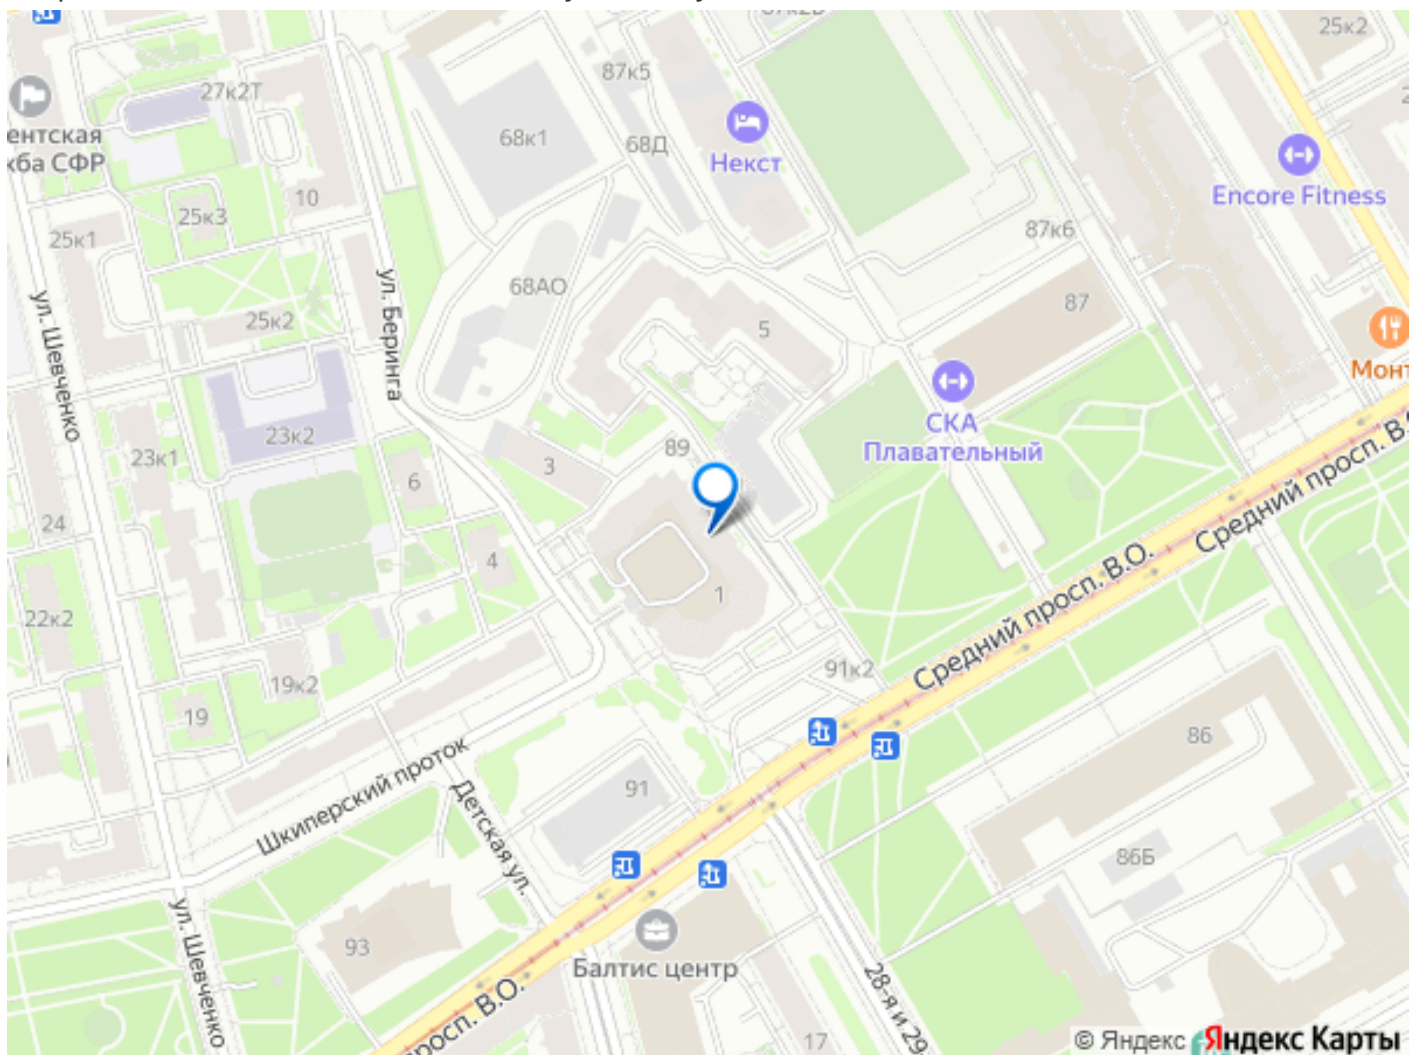 87к2В
25к2
87к5
27к2Т
ентская
жба СФР
68к1
68Д
Некст
Encore Fitness
10
25к3
25к1
87к6
68АО
ул. Беринга
ул. Шевченко
25к2
5
87
Монт
СКА
Плавательный
23к2
23к1
89
3
6
24
Средний просп. В.О.
Средний просп. В.О.
4
1
22к2
19к2
91к2
19
86
Шкиперский проток
91
Детская ул.
86Б
ул. Шевченко
93
Балтис центр
просп. В.О.
28-я и 29
17
© Яндекс
Яндекс Карты